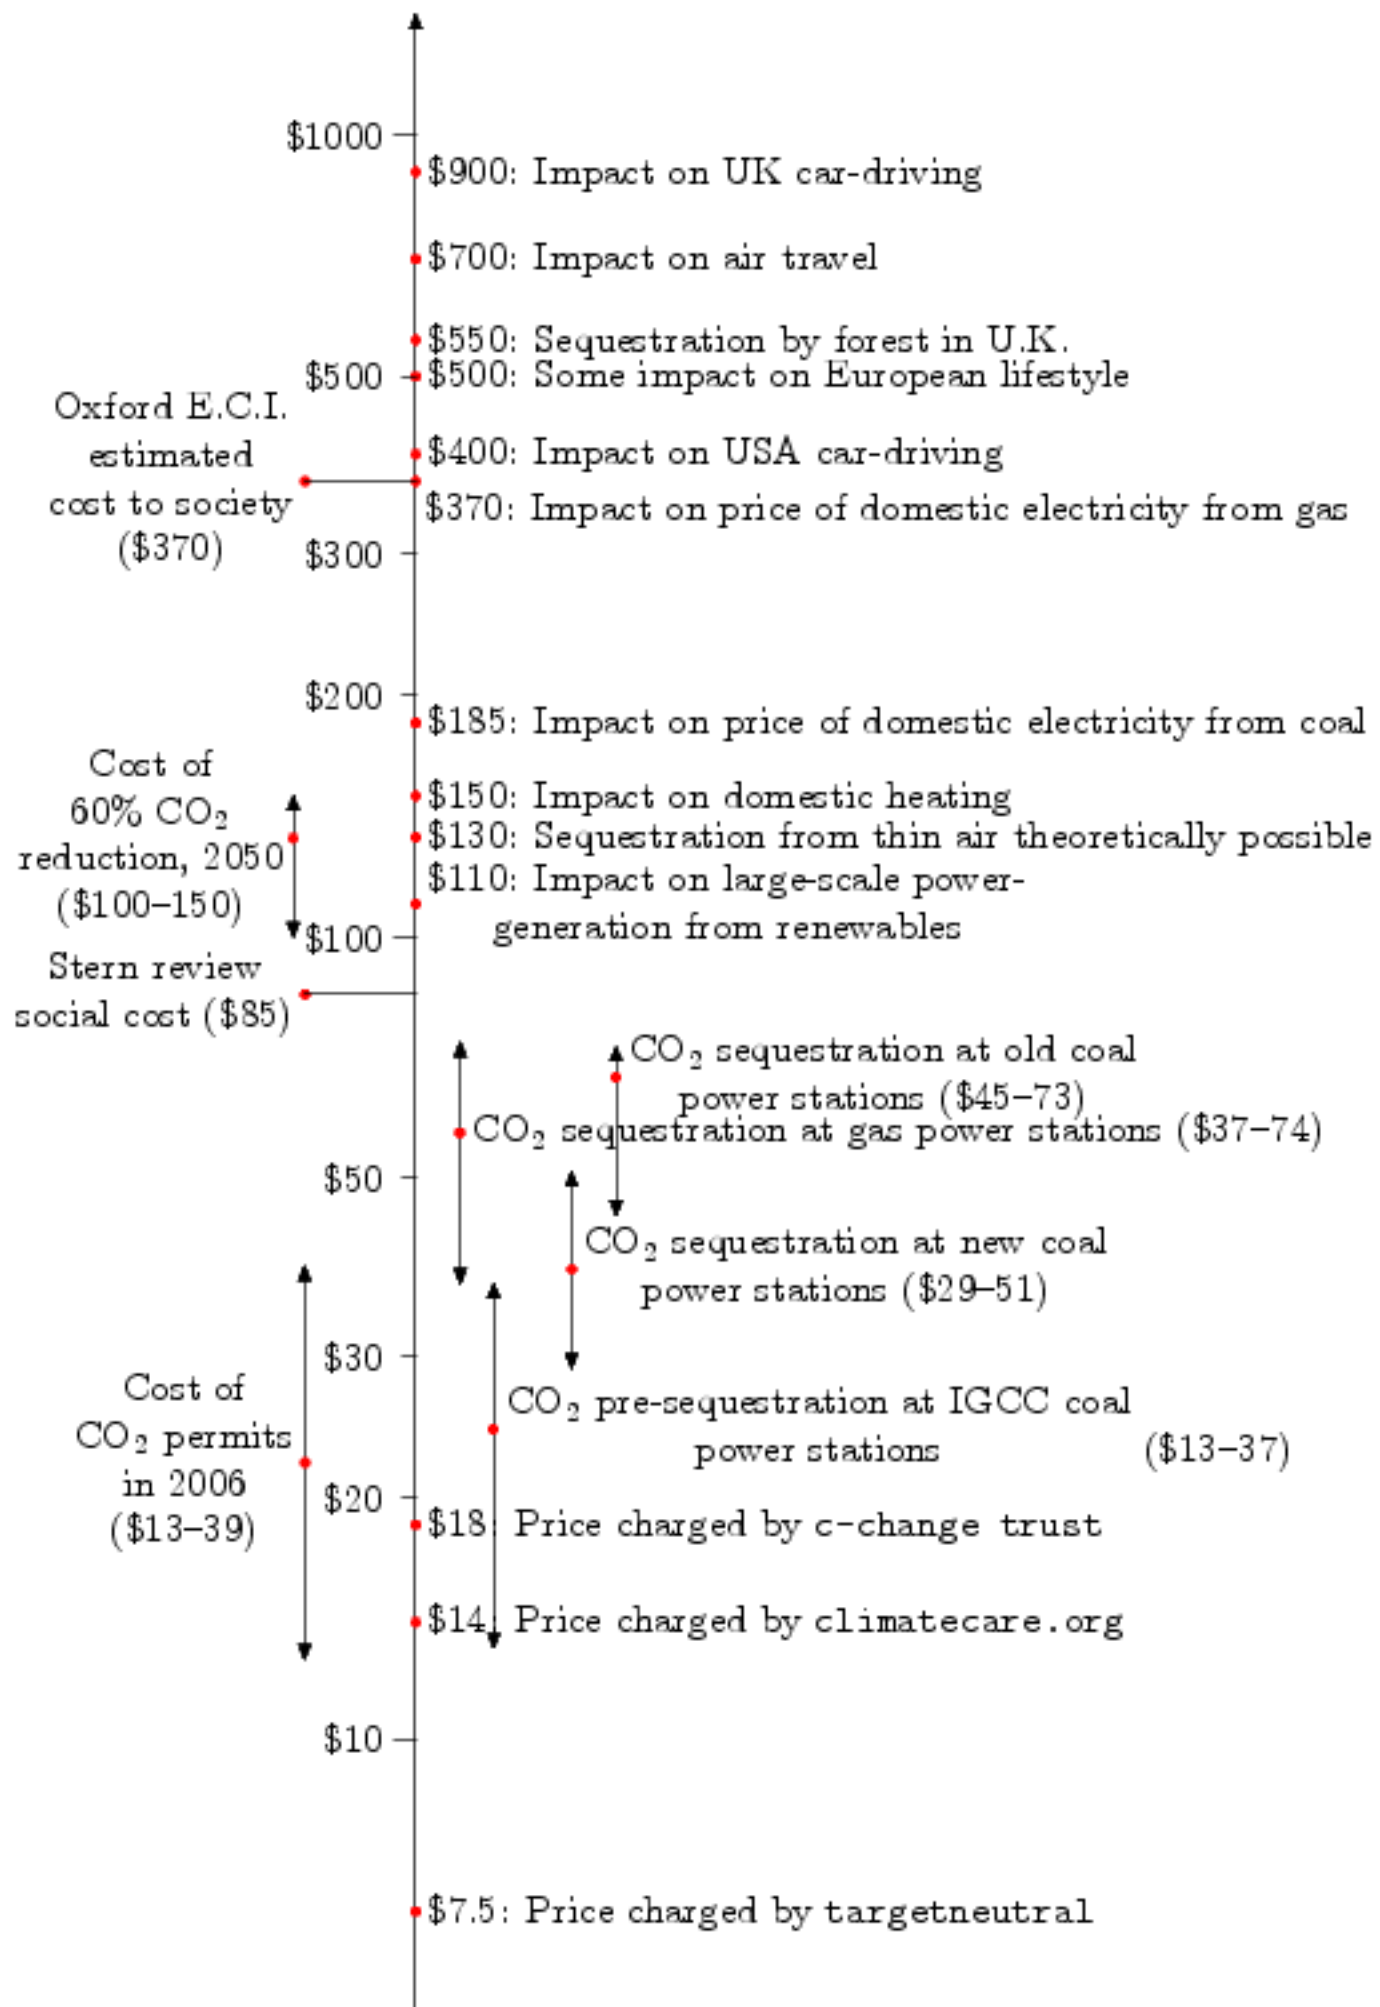 $1000
$900: Impact on UK car-driving
$700: Impact on air travel
$550: Sequestration by forest in U.K.
$500
$500: Some impact on European lifestyle
Oxford E.C.I.
estimated
cost to society
($370)
$400: Impact on USA car-driving
$370: Impact on price of domestic electricity from gas
$300
$200
$185: Impact on price of domestic electricity from coal
Cost of
60% CO₂
reduction, 2050
($100–150)
$150: Impact on domestic heating
$130: Sequestration from thin air theoretically possible
$110: Impact on large-scale power-
generation from renewables
$100
Stern review
social cost ($85)
CO₂ sequestration at old coal
power stations ($45–73)
CO₂ sequestration at gas power stations ($37–74)
$50
CO₂ sequestration at new coal
power stations ($29–51)
$30
Cost of
CO₂ permits
in 2006
($13–39)
CO₂ pre-sequestration at IGCC coal
power stations ($13–37)
$20
$18: Price charged by c-change trust
$14: Price charged by climatecare.org
$10
$7.5: Price charged by targetneutral